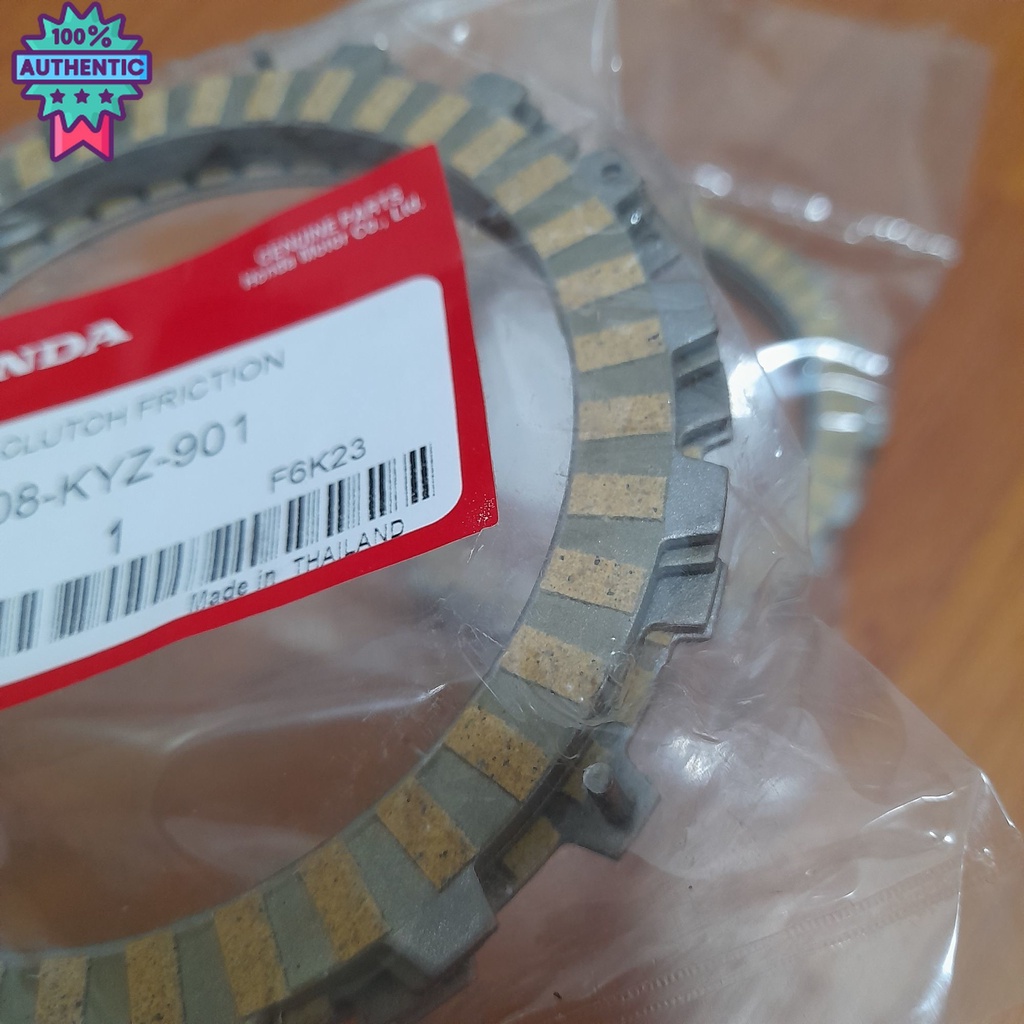 100%
AUTHENTIC
GENUINE PARTS
Honda Motor Co., Ltd.
NDA
CLUTCH FRICTION
08-KYZ-901
1
F6K23
Made in THAILAND